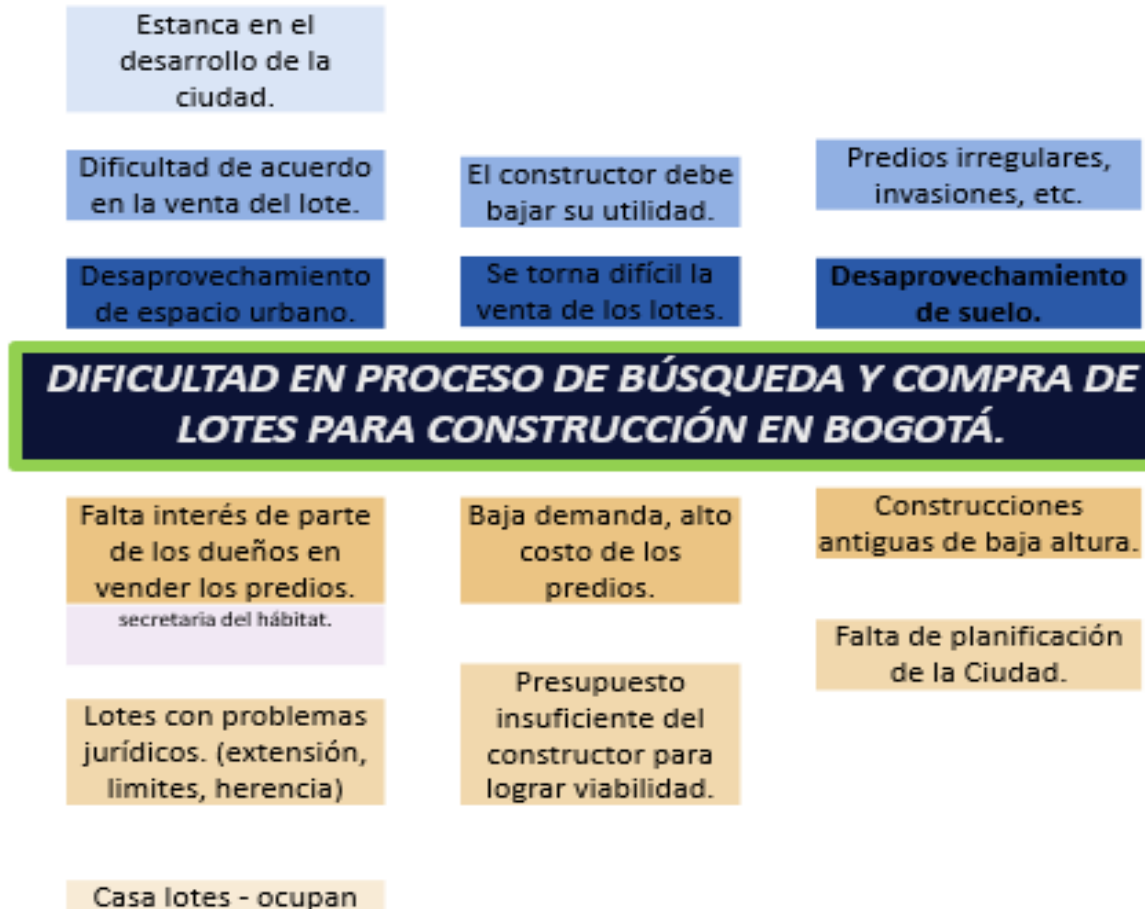 Estanca en el
desarrollo de la
ciudad.
Dificultad de acuerdo
en la venta del lote.
El constructor debe
bajar su utilidad.
Predios irregulares,
invasiones, etc.
Desaprovechamiento
de espacio urbano.
Se torna difícil la
venta de los lotes.
Desaprovechamiento
de suelo.
DIFICULTAD EN PROCESO DE BÚSQUEDA Y COMPRA DE
LOTES PARA CONSTRUCCIÓN EN BOGOTÁ.
Falta interés de parte
de los dueños en
vender los predios.
secretaria del hábitat.
Baja demanda, alto
costo de los
predios.
Construcciones
antiguas de baja altura.
Lotes con problemas
jurídicos. (extensión,
limites, herencia)
Presupuesto
insuficiente del
constructor para
lograr viabilidad.
Falta de planificación
de la Ciudad.
Casa lotes - ocupan